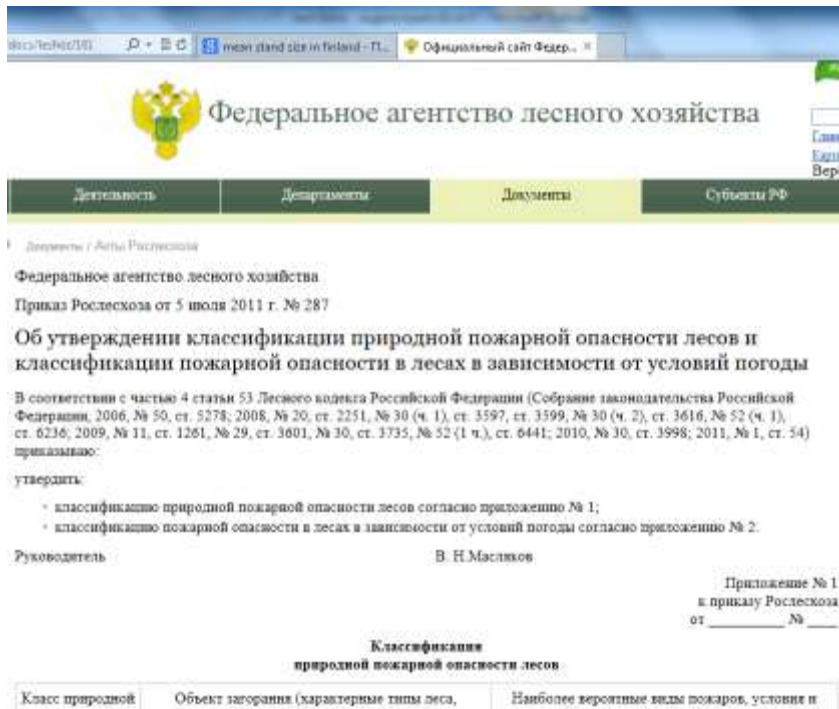 mean stand size in finland - П...
Официальный сайт Федер...
Федеральное агентство лесного хозяйства
Деятельность
Департаменты
Документы
Субъекты РФ
Документы / Акты Рослесхоза
Федеральное агентство лесного хозяйства
Приказ Рослесхоза от 5 июля 2011 г. № 287
Об утверждении классификации природной пожарной опасности лесов и
классификации пожарной опасности в лесах в зависимости от условий погоды
В соответствии с частью 4 статьи 53 Лесного кодекса Российской Федерации (Собрание законодательства Российской
Федерации, 2006, № 50, ст. 5278; 2008, № 20, ст. 2251, № 30 (ч. 1), ст. 3597, ст. 3599, № 30 (ч. 2), ст. 3616, № 52 (ч. 1),
ст. 6236; 2009, № 11, ст. 1261, № 29, ст. 3601, № 30, ст. 3735, № 52 (1 ч.), ст. 6441; 2010, № 30, ст. 3998; 2011, № 1, ст. 54)
приказываю:
утвердить:
классификацию природной пожарной опасности лесов согласно приложению № 1;
классификацию пожарной опасности в лесах в зависимости от условий погоды согласно приложению № 2.
Руководитель В. Н.Масляков
Приложение № 1
к приказу Рослесхоза
от __________ № ____
Классификация
природной пожарной опасности лесов
Класс природной
Объект загорания (характерные типы леса,
Наиболее вероятные виды пожаров, условия и